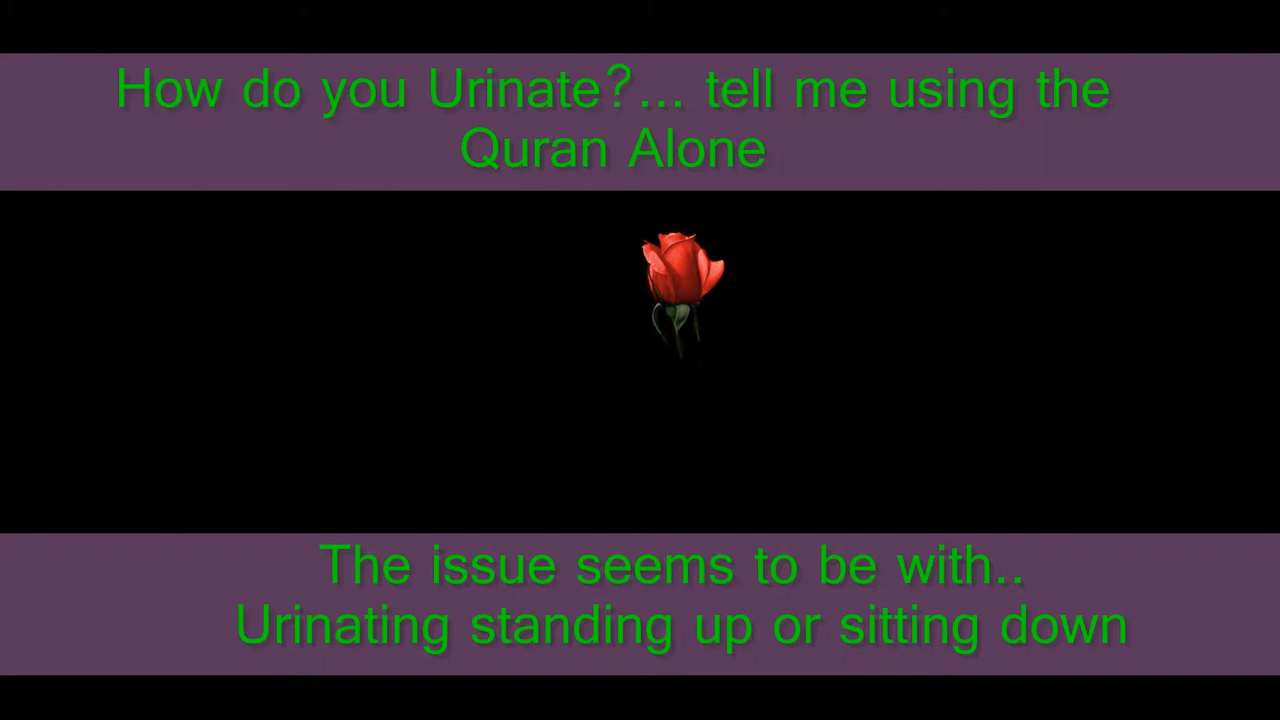 How do you Urinate?... tell me using the
Quran Alone
The issue seems to be with..
Urinating standing up or sitting down